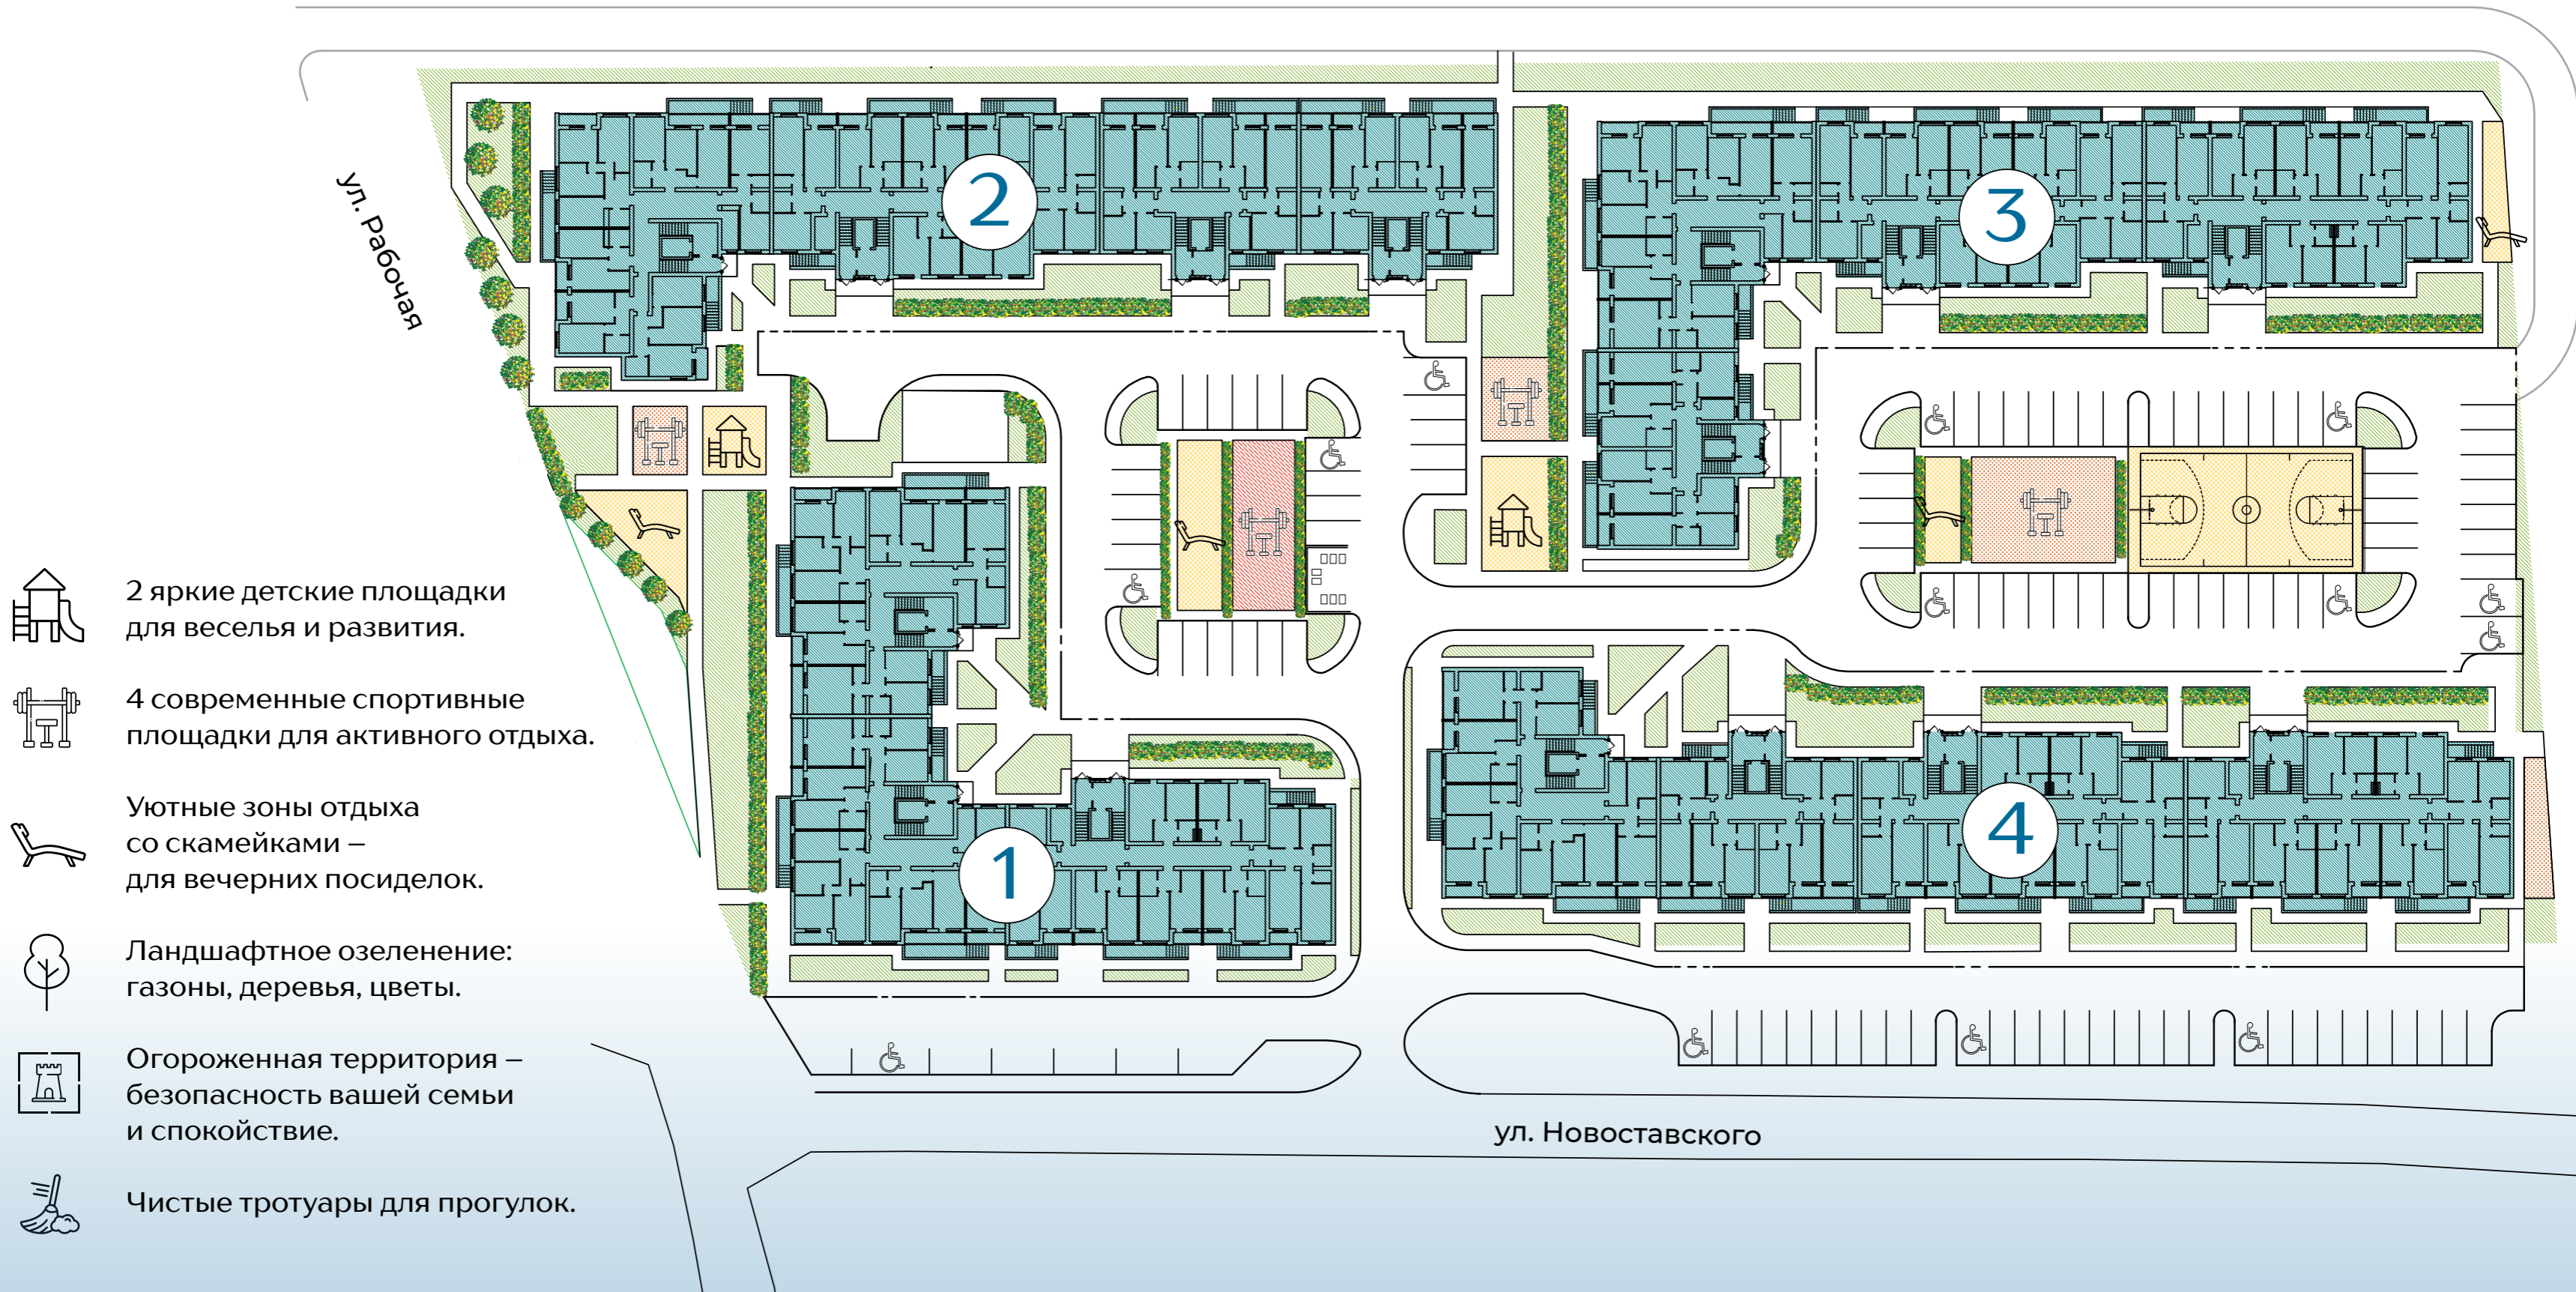 ул. Рабочая
2
3
1
4
2 яркие детские площадки
для веселья и развития.
4 современные спортивные
площадки для активного отдыха.
Уютные зоны отдыха
со скамейками –
для вечерних посиделок.
Ландшафтное озеленение:
газоны, деревья, цветы.
Огороженная территория –
безопасность вашей семьи
и спокойствие.
Чистые тротуары для прогулок.
ул. Новоставского